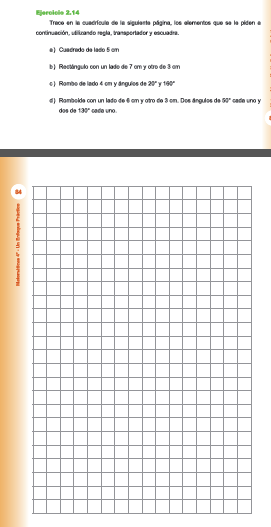 Ejercicio 2.14
Trace en la cuadrícula de la siguiente página, los elementos que se le piden a
continuación, utilizando regla, transportador y escuadra.
a) Cuadrado de lado 5 cm
b) Rectángulo con un lado de 7 cm y otro de 3 cm
c) Rombo de lado 4 cm y ángulos de 20° y 160°
d) Romboide con un lado de 6 cm y otro de 3 cm. Dos ángulos de 50° cada uno y
dos de 130° cada uno.
84
Matemáticas 4° - Un Enfoque Práctico